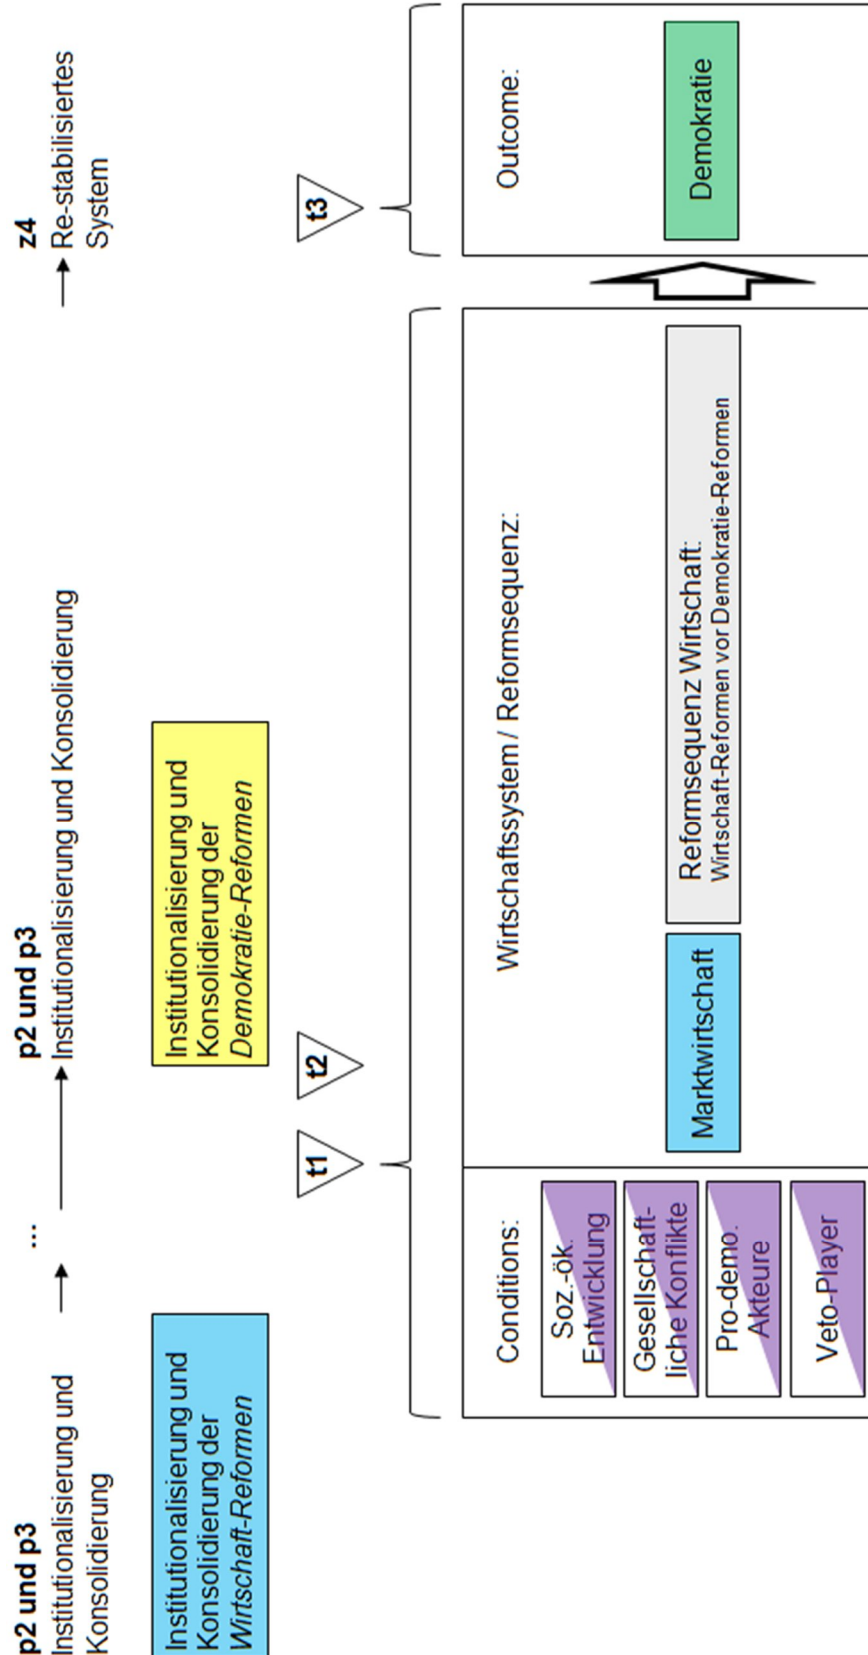 p2 und p3
Institutionalisierung und
Konsolidierung
...
p2 und p3
Institutionalisierung und Konsolidierung
z4
Re-stabilisiertes
System
Institutionalisierung und
Konsolidierung der
Wirtschaft-Reformen
Institutionalisierung und
Konsolidierung der
Demokratie-Reformen
t1
t2
t3
Conditions:
Soz.-ök.
Entwicklung
Gesellschaft-
liche Konflikte
Pro-demo.
Akteure
Veto-Player
Wirtschaftssystem / Reformsequenz:
Marktwirtschaft
Reformsequenz Wirtschaft:
Wirtschaft-Reformen vor Demokratie-Reformen
Outcome:
Demokratie